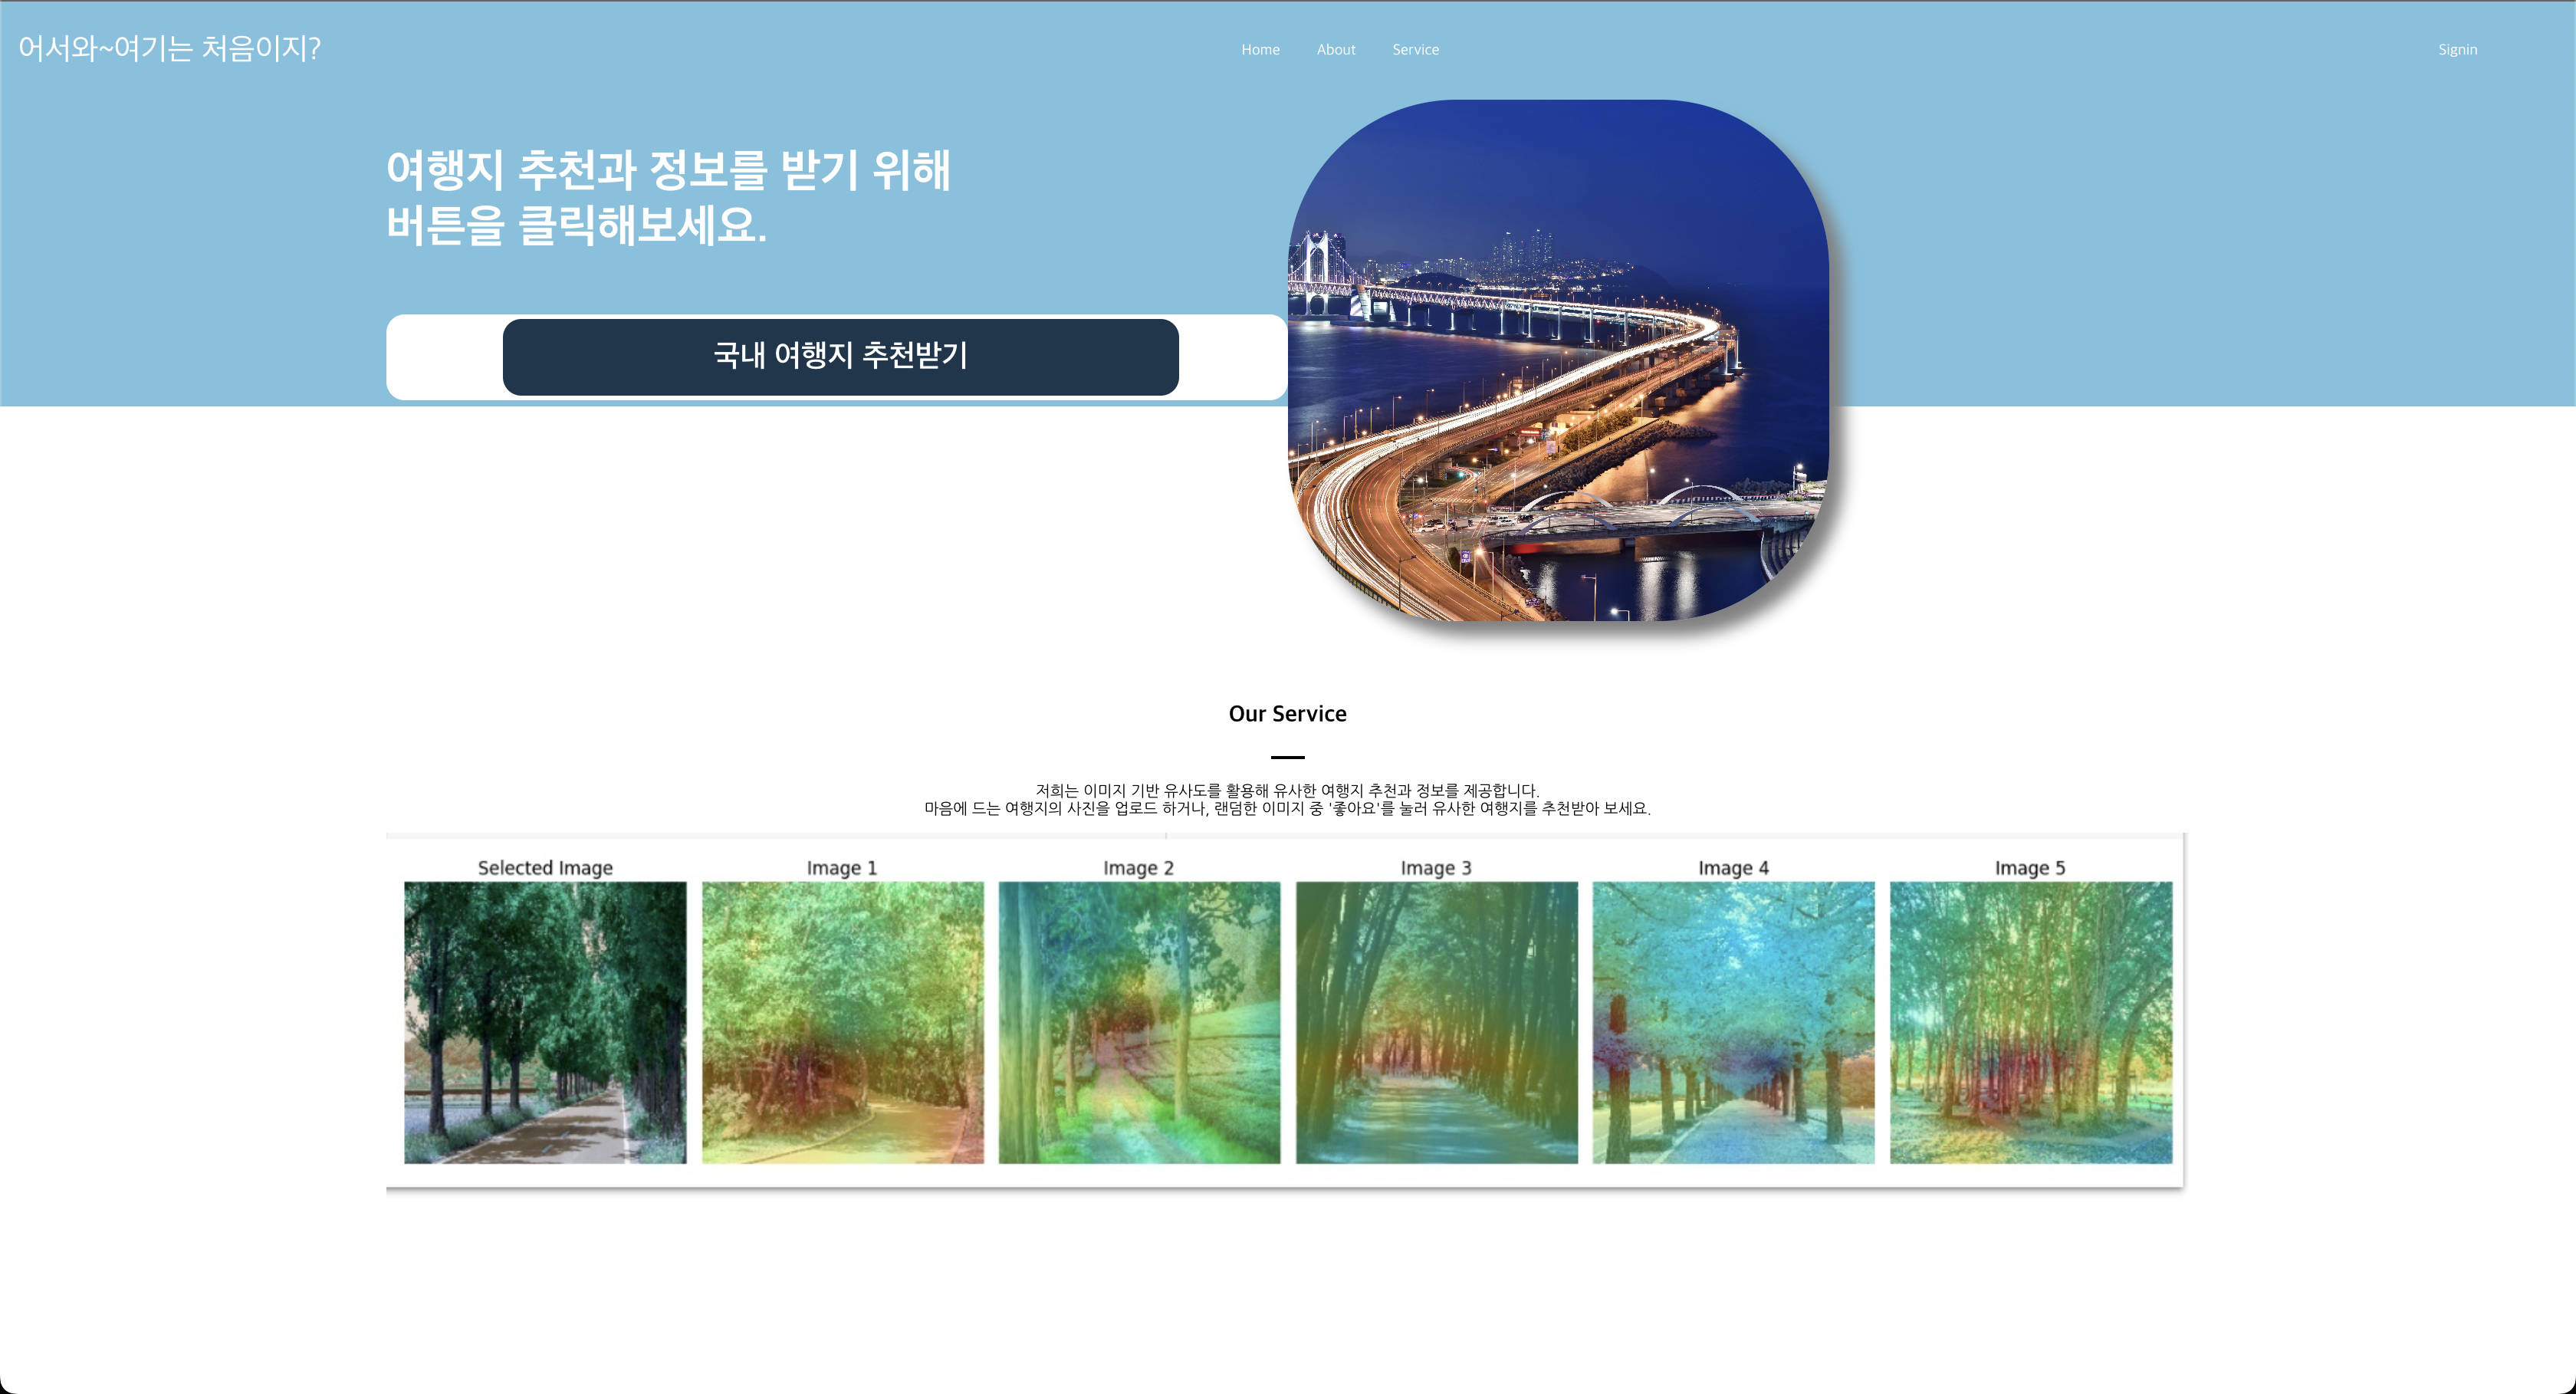 어서와~여기는 처음이지?
Home About Service
Signin
여행지 추천과 정보를 받기 위해
버튼을 클릭해보세요.
국내 여행지 추천받기
Our Service
저희는 이미지 기반 유사도를 활용해 유사한 여행지 추천과 정보를 제공합니다.
마음에 드는 여행지의 사진을 업로드 하거나, 랜덤한 이미지 중 '좋아요'를 눌러 유사한 여행지를 추천받아 보세요.
Selected Image
Image 1
Image 2
Image 3
Image 4
Image 5